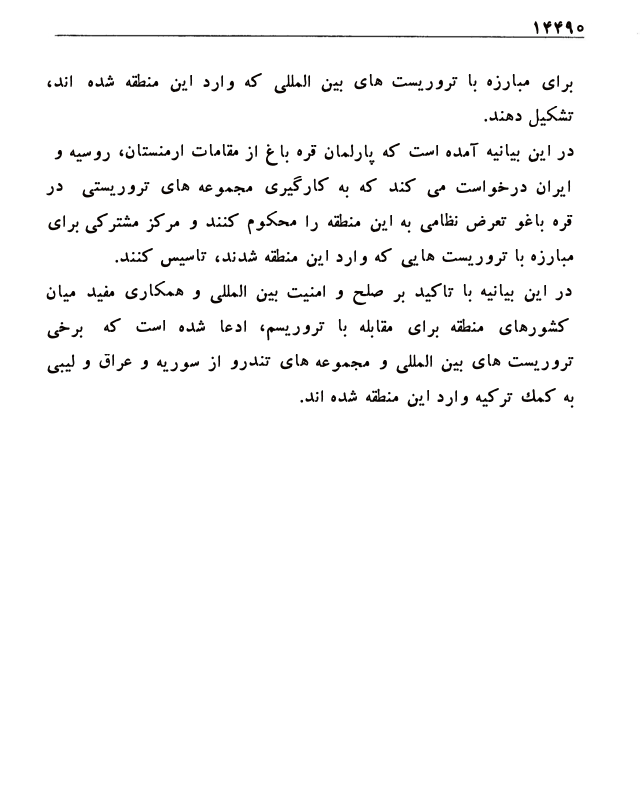 ۱۴۴۹۰
برای مبارزه با تروریست های بین المللی که وارد این منطقه شده اند،
تشکیل دهند.
در این بیانیه آمده است که پارلمان قره باغ از مقامات ارمنستان، روسیه و
ایران درخواست می کند که به کارگیری مجموعه های تروریستی در
قره باغو تعرض نظامی به این منطقه را محکوم کنند و مرکز مشترکی برای
مبارزه با تروریست هایی که وارد این منطقه شدند، تاسیس کنند.
در این بیانیه با تاکید بر صلح و امنیت بین المللی و همکاری مفید میان
کشورهای منطقه برای مقابله با تروریسم، ادعا شده است که برخی
تروریست های بین المللی و مجموعه های تندرو از سوریه و عراق و لیبی
به کمك ترکیه وارد این منطقه شده اند.